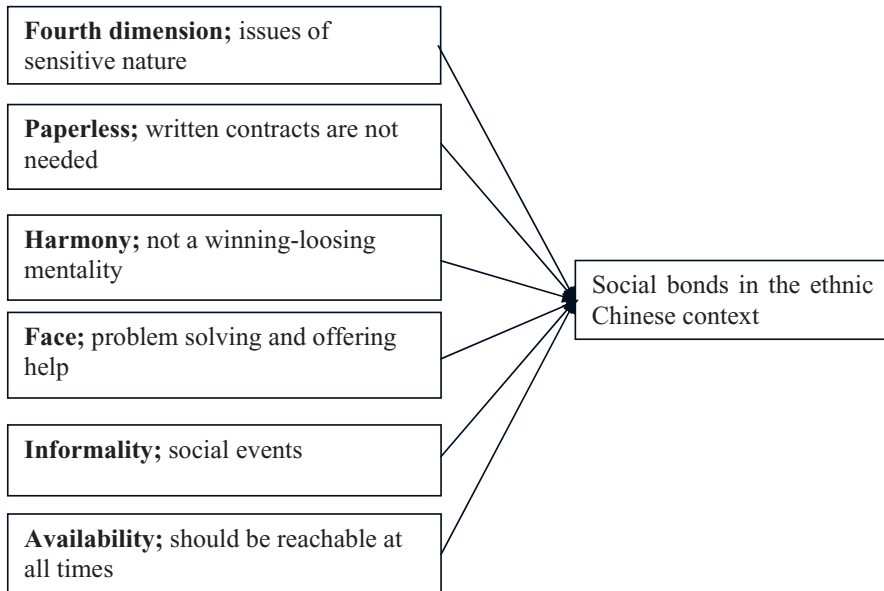 Fourth dimension; issues of
sensitive nature
Paperless; written contracts are not
needed
Harmony; not a winning-loosing
mentality
Face; problem solving and offering
help
Informality; social events
Availability; should be reachable at
all times
Social bonds in the ethnic
Chinese context